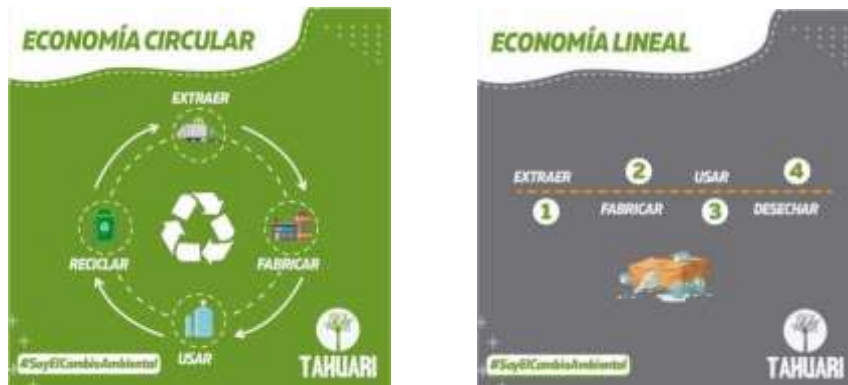 ECONOMÍA CIRCULAR
EXTRAER
RECICLAR
FABRICAR
USAR
#SoyElCambioAmbiental
TAHUARI
ECONOMÍA LINEAL
EXTRAER 2 USAR 4
1 FABRICAR 3 DESECHAR
#SoyElCambioAmbiental
TAHUARI